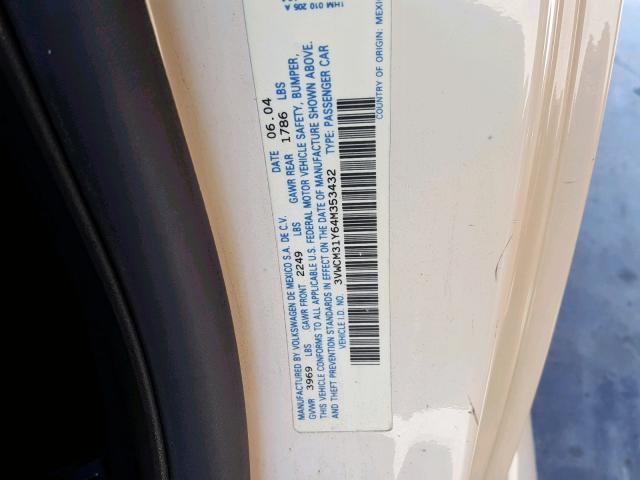 1HM 010 205 A
MANUFACTURED BY VOLKSWAGEN DE MEXICO S.A. DE C.V. DATE 06.04
GVWR 3969 LBS GAWR FRONT 2249 LBS GAWR REAR 1786 LBS
THIS VEHICLE CONFORMS TO ALL APPLICABLE U.S. FEDERAL MOTOR VEHICLE SAFETY, BUMPER,
AND THEFT PREVENTION STANDARDS IN EFFECT ON THE DATE OF MANUFACTURE SHOWN ABOVE.
VEHICLE I.D. NO. 3VWCM31Y64M353432 TYPE: PASSENGER CAR
COUNTRY OF ORIGIN: MEXI